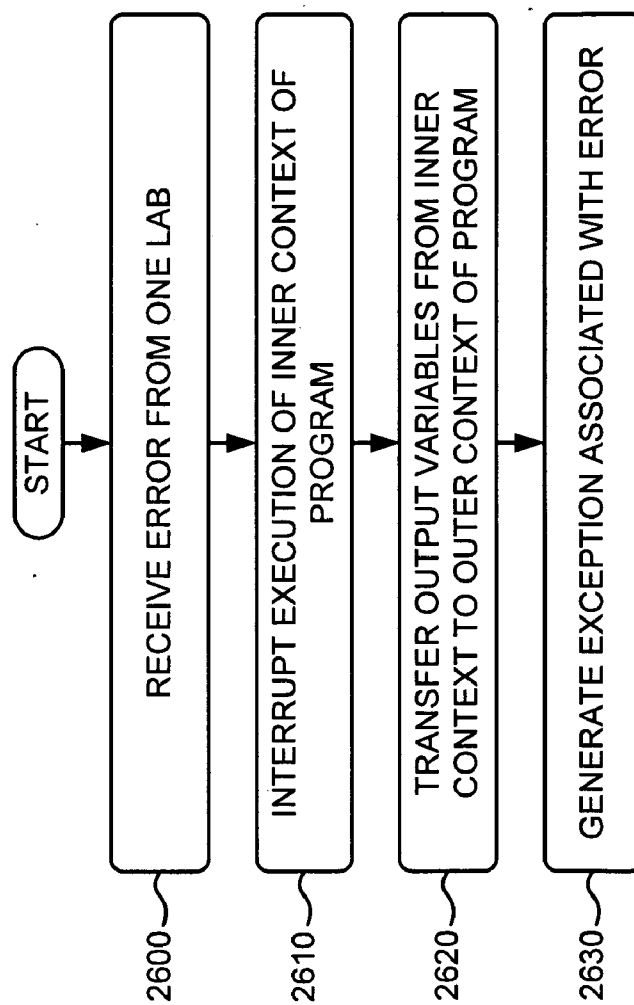 START
2600
RECEIVE ERROR FROM ONE LAB
2610
INTERRUPT EXECUTION OF INNER CONTEXT OF
PROGRAM
2620
TRANSFER OUTPUT VARIABLES FROM INNER
CONTEXT TO OUTER CONTEXT OF PROGRAM
2630
GENERATE EXCEPTION ASSOCIATED WITH ERROR